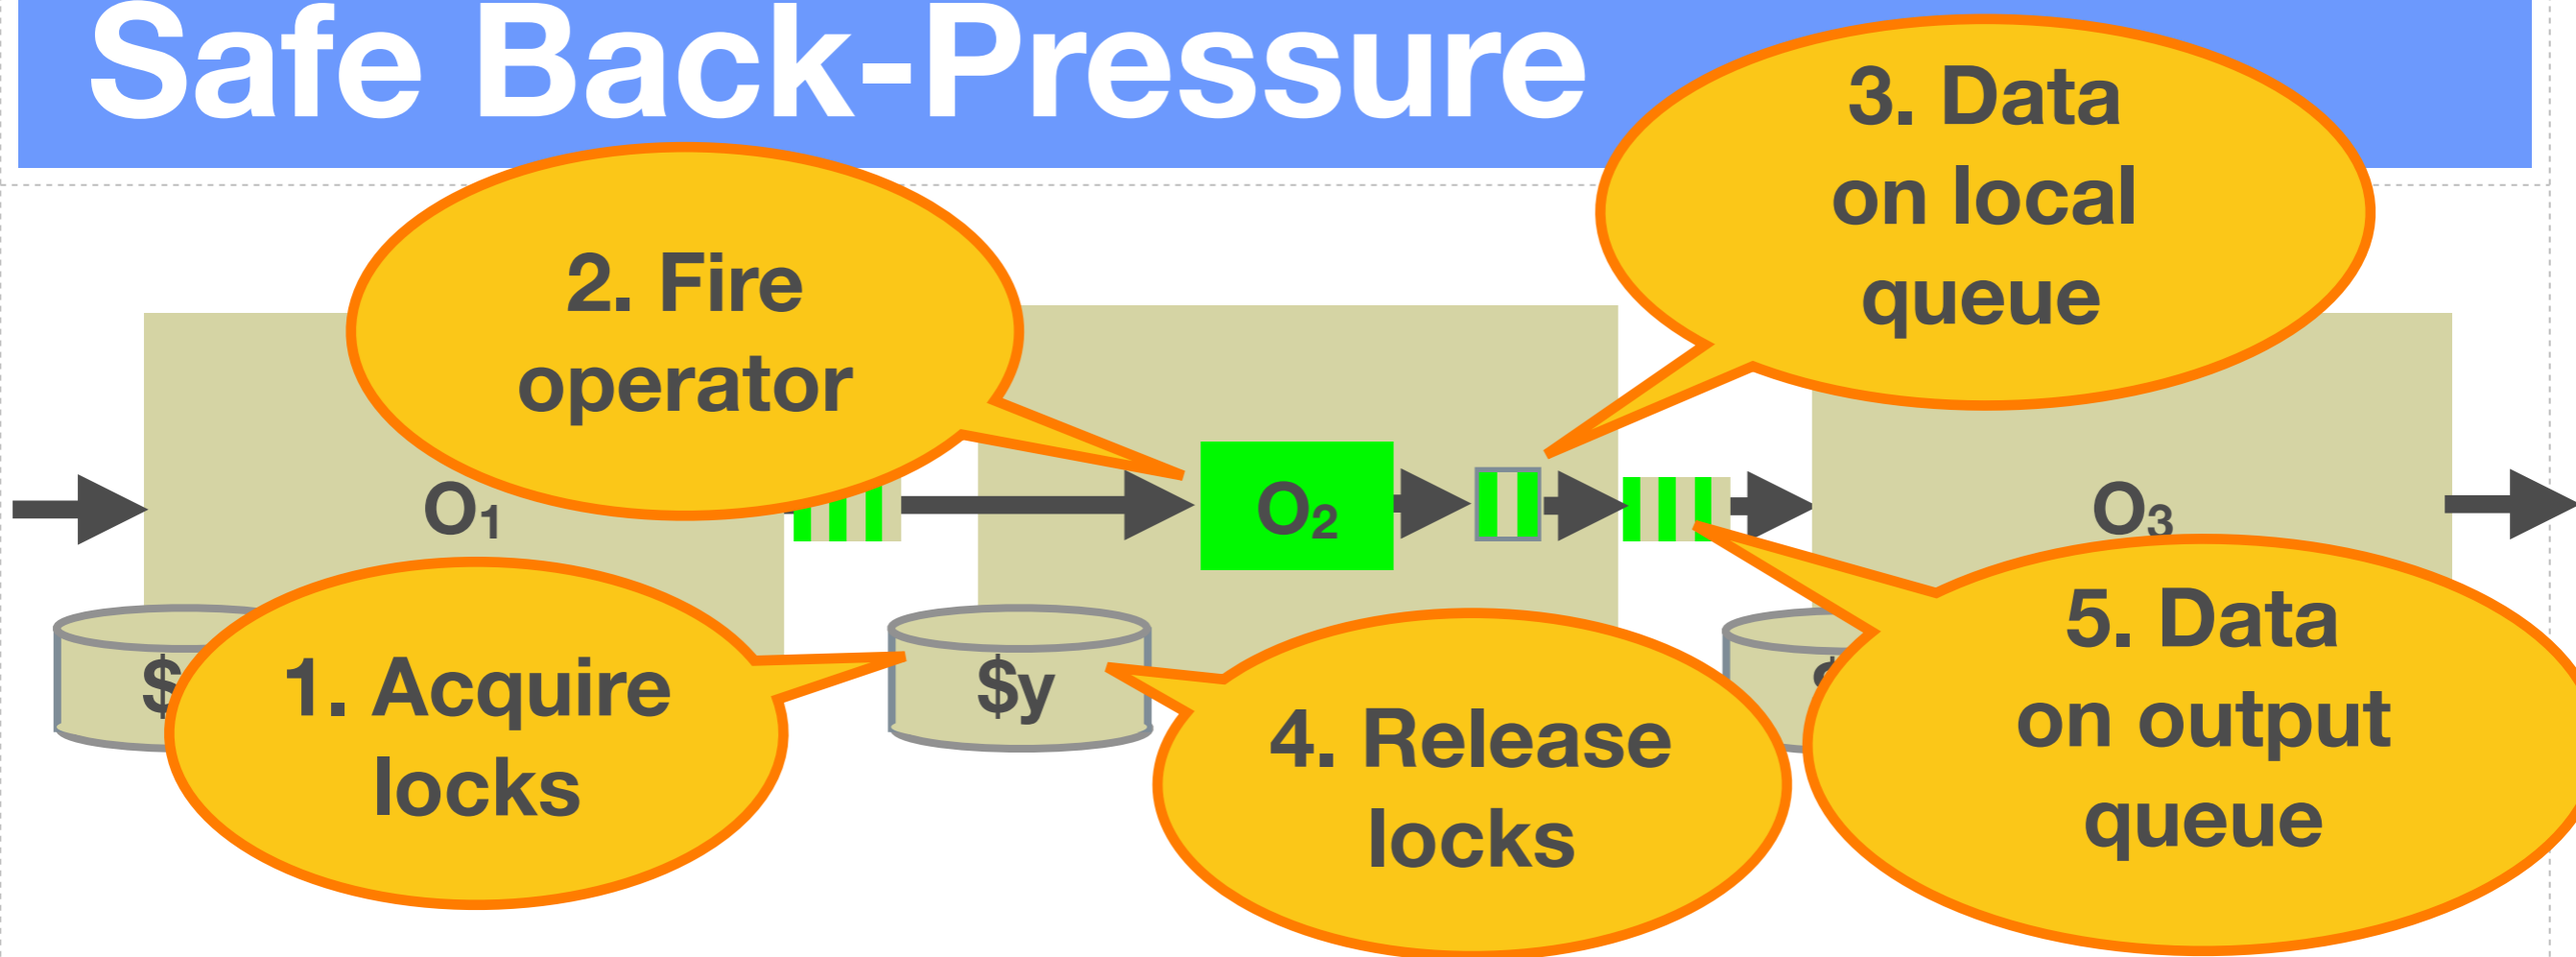 Safe Back-Pressure
3. Data
on local
queue
2. Fire
operator
O₁
O₂
O₃
$
1. Acquire
locks
$y
4. Release
locks
5. Data
on output
queue